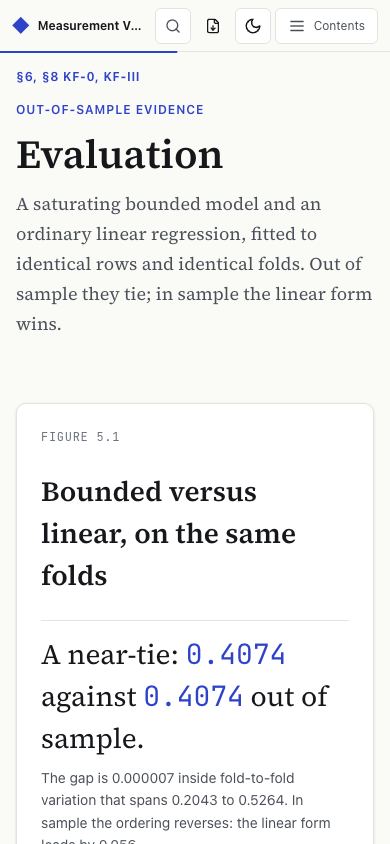 Measurement V...
Contents
§6, §8 KF-0, KF-III
OUT-OF-SAMPLE EVIDENCE
Evaluation
A saturating bounded model and an
ordinary linear regression, fitted to
identical rows and identical folds. Out of
sample they tie; in sample the linear form
wins.
FIGURE 5.1
Bounded versus
linear, on the same
folds
A near-tie: 0.4074
against 0.4074 out of
sample.
The gap is 0.000007 inside fold-to-fold
variation that spans 0.2043 to 0.5264. In
sample the ordering reverses: the linear form
leads by 0.056